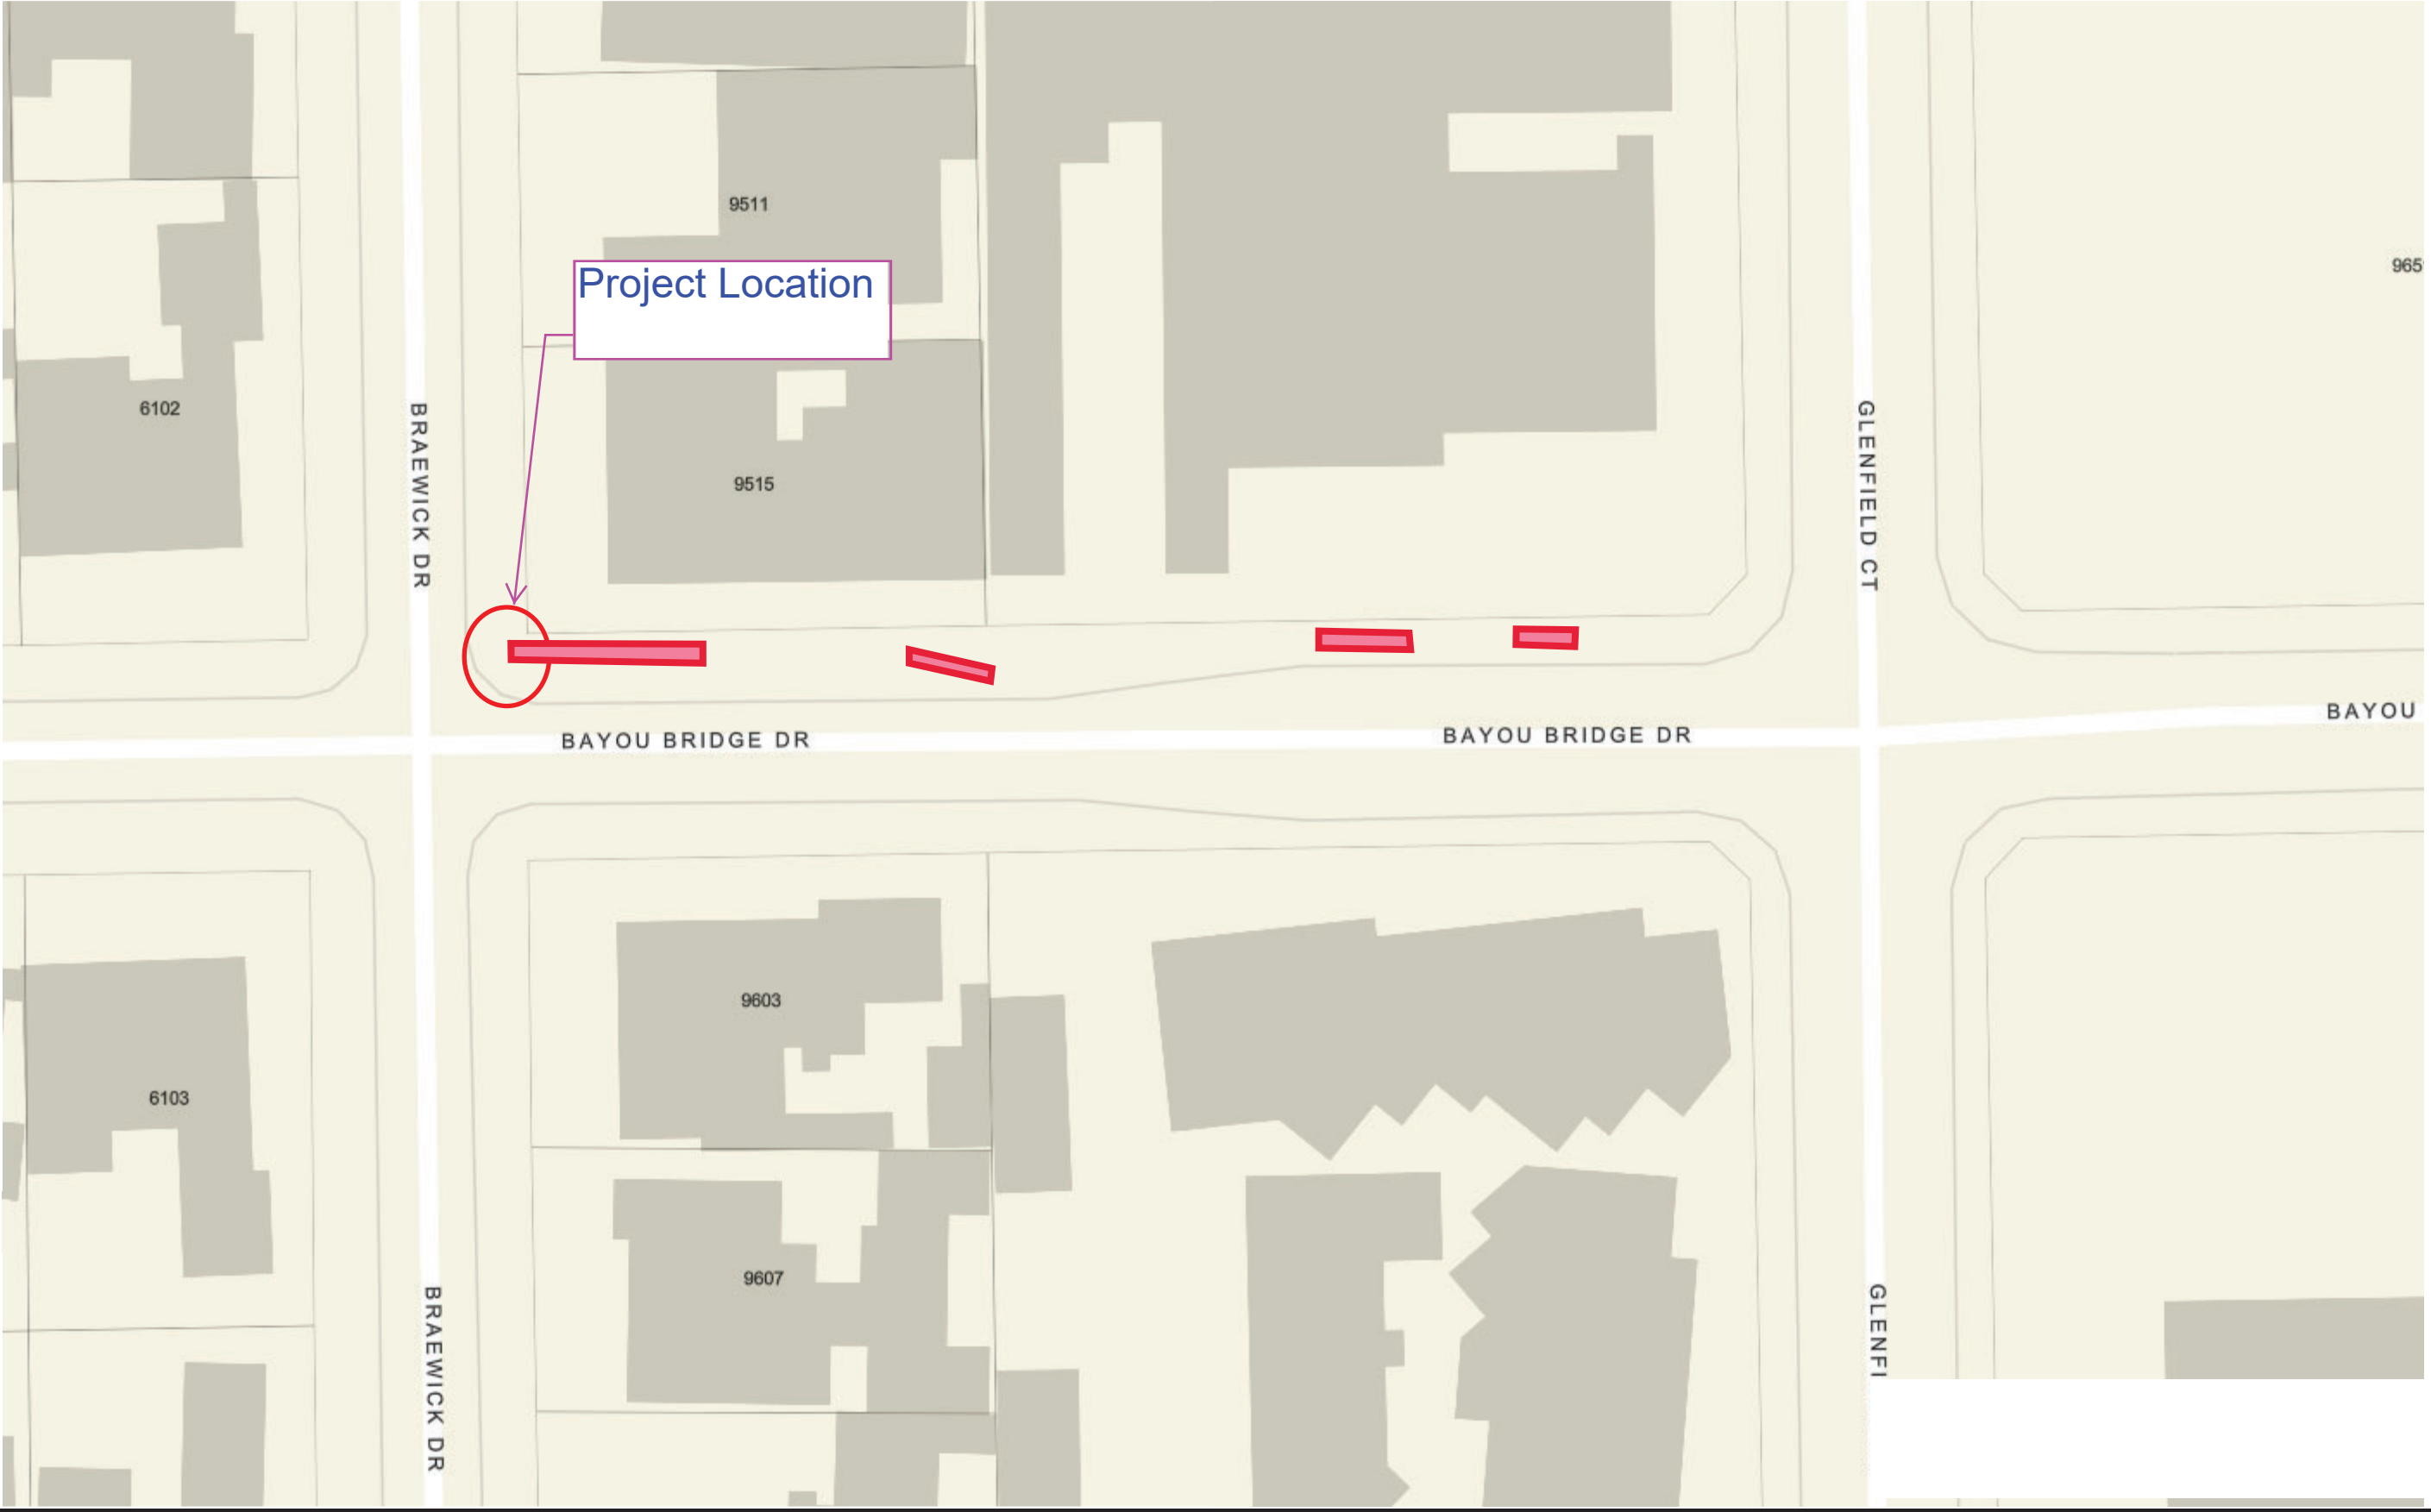 9511
965
Project Location
6102
BRAEWICK DR
GLENFIELD CT
9515
BAYOU BRIDGE DR
BAYOU BRIDGE DR
BAYOU
9603
6103
9607
BRAEWICK DR
GLENFI